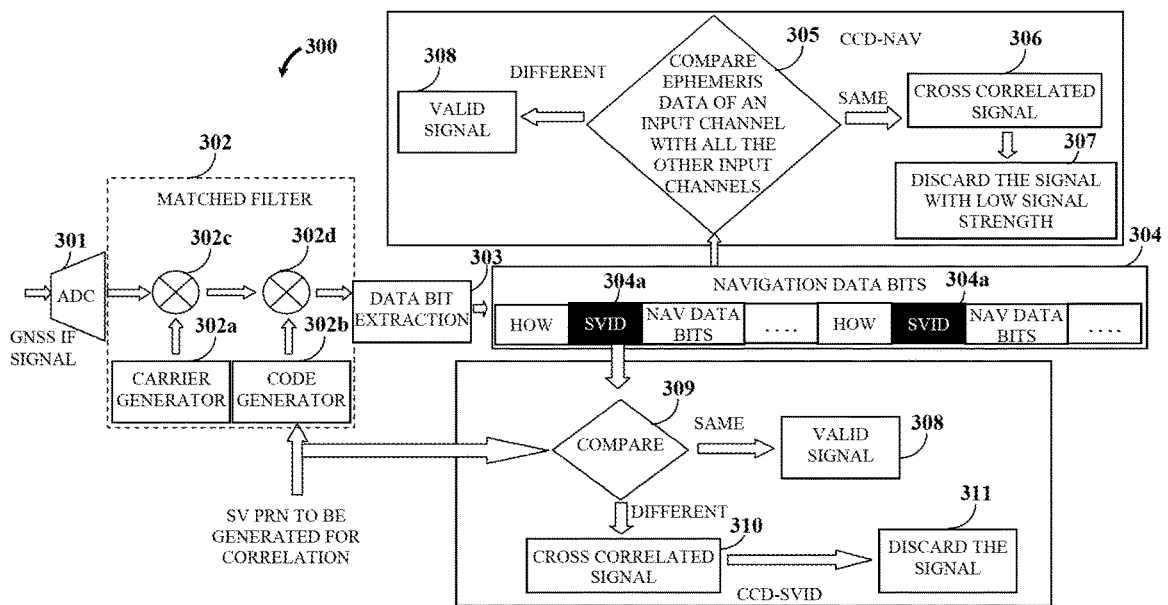 300
308
VALID
SIGNAL
DIFFERENT
305
COMPARE
EPHEMERIS
DATA OF AN
INPUT CHANNEL
WITH ALL THE
OTHER INPUT
CHANNELS
CCD-NAV
SAME
306
CROSS CORRELATED
SIGNAL
307
DISCARD THE SIGNAL
WITH LOW SIGNAL
STRENGTH
302
MATCHED FILTER
301
ADC
GNSS IF
SIGNAL
302c
302d
302a
302b
CARRIER
GENERATOR
CODE
GENERATOR
303
DATA BIT
EXTRACTION
304
NAVIGATION DATA BITS
304a
304a
HOW
SVID
NAV DATA
BITS
. . . .
HOW
SVID
NAV DATA
BITS
. . . .
SV PRN TO BE
GENERATED FOR
CORRELATION
309
COMPARE
SAME
VALID
SIGNAL
308
DIFFERENT
310
CROSS CORRELATED
SIGNAL
311
DISCARD THE
SIGNAL
CCD-SVID